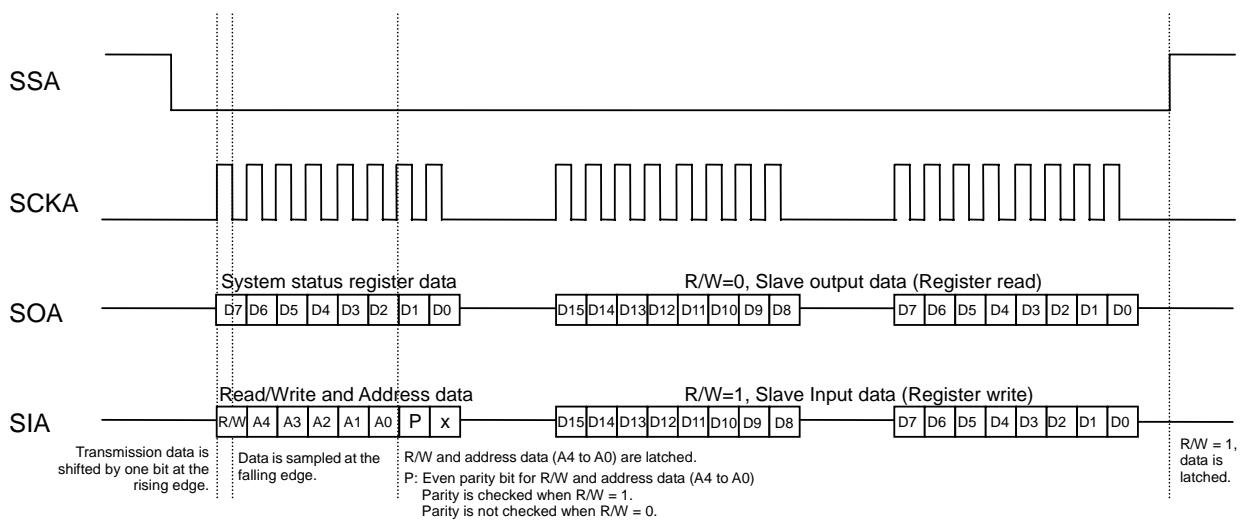 SSA
SCKA
System status register data
R/W=0, Slave output data (Register read)
SOA
D7 D6 D5 D4 D3 D2 D1 D0
D15 D14 D13 D12 D11 D10 D9 D8
D7 D6 D5 D4 D3 D2 D1 D0
Read/Write and Address data
R/W=1, Slave Input data (Register write)
SIA
R/W A4 A3 A2 A1 A0 P x
D15 D14 D13 D12 D11 D10 D9 D8
D7 D6 D5 D4 D3 D2 D1 D0
Transmission data is
shifted by one bit at the
rising edge.
Data is sampled at the
falling edge.
R/W and address data (A4 to A0) are latched.
P: Even parity bit for R/W and address data (A4 to A0)
Parity is checked when R/W = 1.
Parity is not checked when R/W = 0.
R/W = 1,
data is
latched.